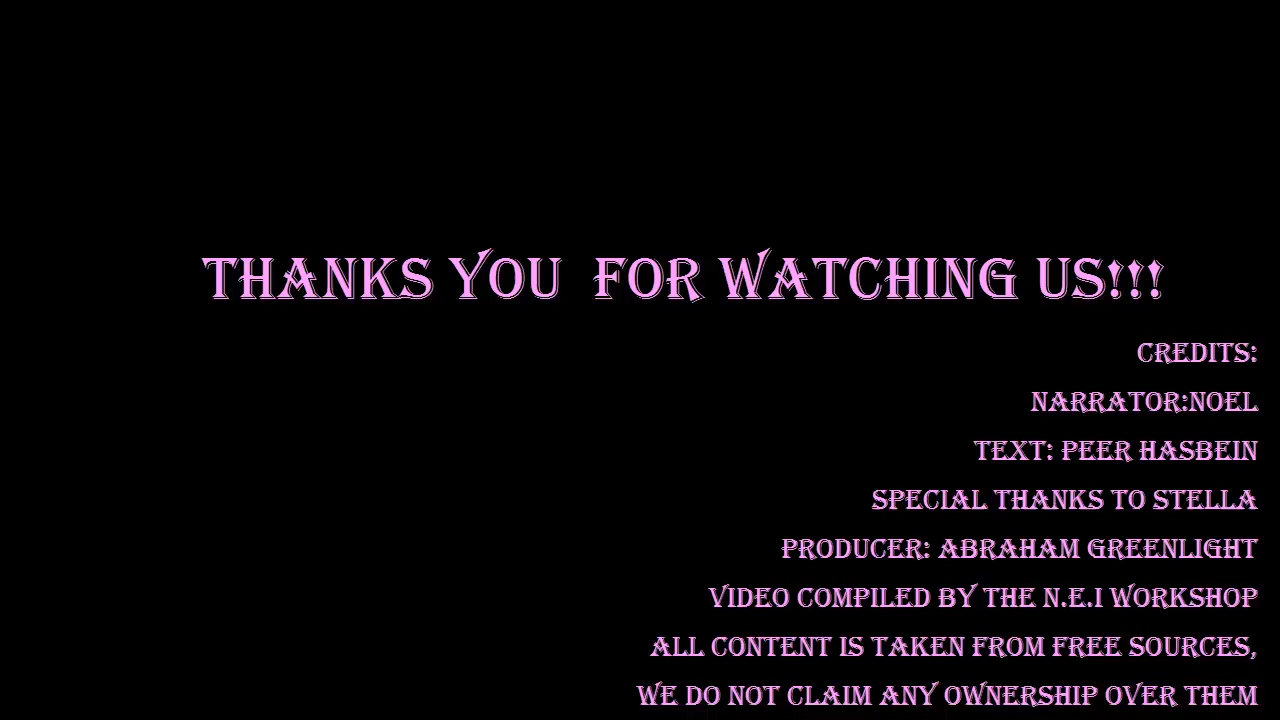 THANKS YOU  FOR WATCHING US!!!
CREDITS:
NARRATOR:NOEL
TEXT: PEER HASBEIN
SPECIAL THANKS TO STELLA
PRODUCER: ABRAHAM GREENLIGHT
VIDEO COMPILED BY THE N.E.I WORKSHOP
ALL CONTENT IS TAKEN FROM FREE SOURCES,
WE DO NOT CLAIM ANY OWNERSHIP OVER THEM